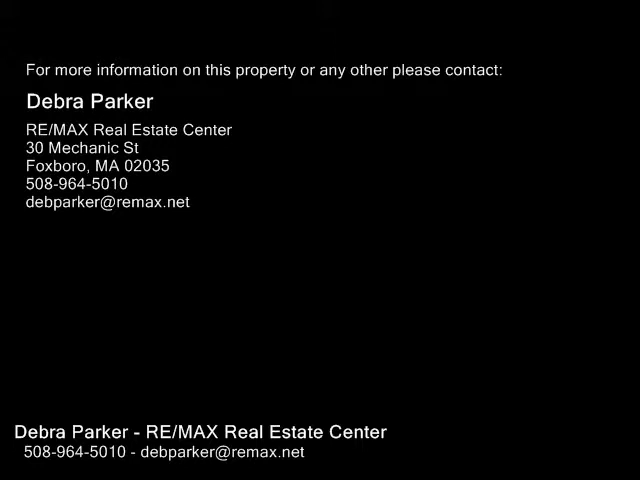 For more information on this property or any other please contact:
Debra Parker
RE/MAX Real Estate Center
30 Mechanic St
Foxboro, MA 02035
508-964-5010
debparker@remax.net
Debra Parker - RE/MAX Real Estate Center
508-964-5010 - debparker@remax.net